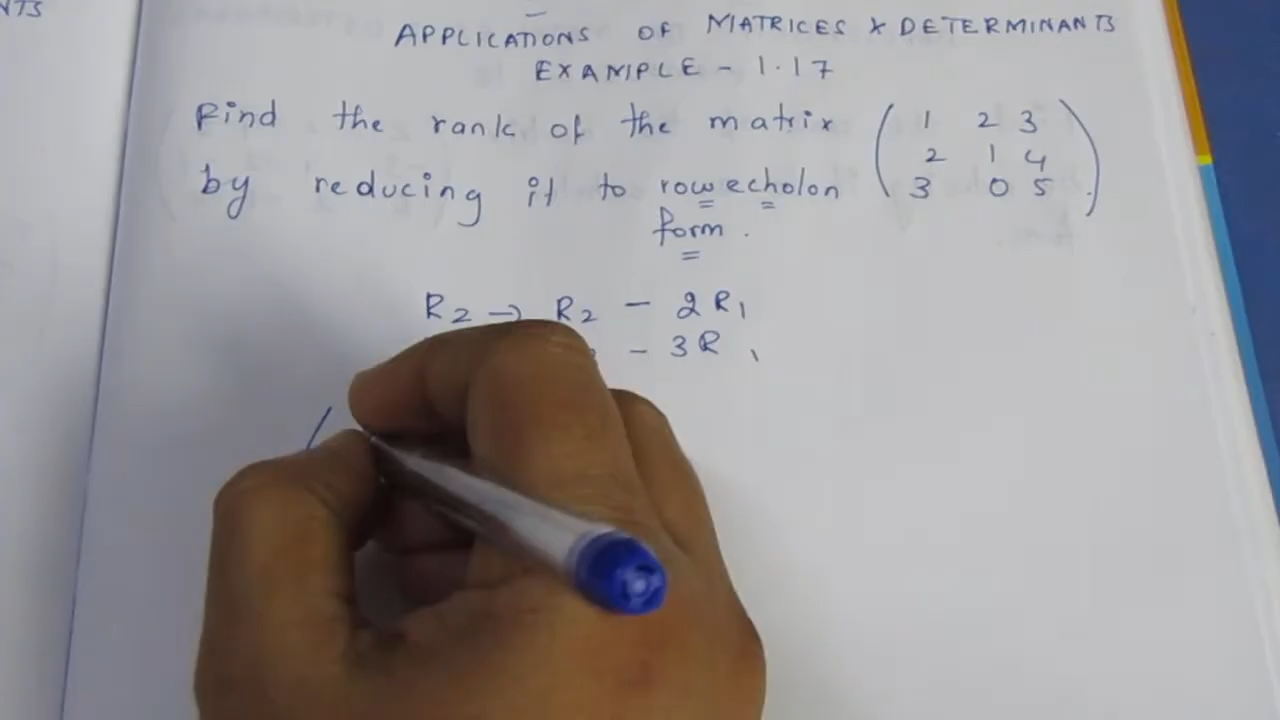 NTS
APPLICATIONS OF MATRICES & DETERMINANTS
EXAMPLE - 1.17
Find the rank of the matrix ( 1 2 3
2 1 4
by reducing it to row echolon 3 0 5 )
form.
R2 → R2 - 2R1
- 3R1
(